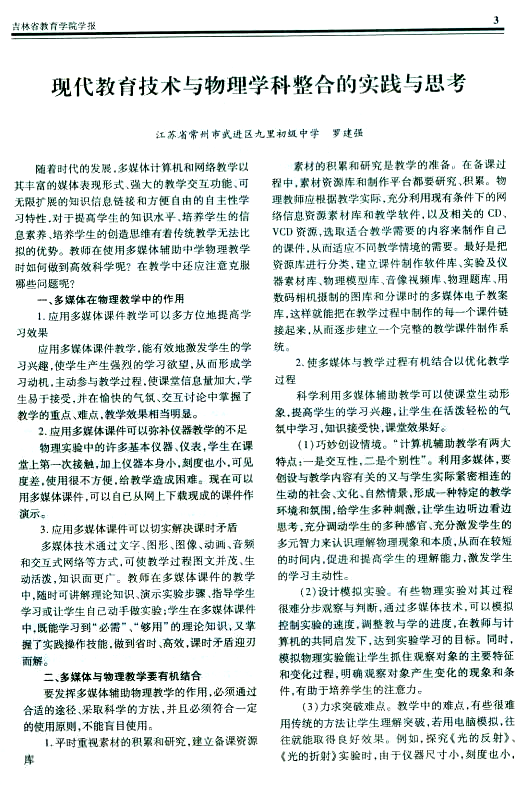 吉林省教育学院学报
3
现代教育技术与物理学科整合的实践与思考
江苏省常州市武进区九里初级中学 罗建强
随着时代的发展,多媒体计算机和网络教学以
其丰富的媒体表现形式、强大的教学交互功能、可
无限扩展的知识信息链接和方便自由的自主性学
习特性,对于提高学生的知识水平、培养学生的信
息素养、培养学生的创造思维有着传统教学无法比
拟的优势。教师在使用多媒体辅助中学物理教学
时如何做到高效科学呢?在教学中还应注意克服
哪些问题呢?
一、多媒体在物理教学中的作用
1.应用多媒体课件教学可以多方位地提高学
习效果
应用多媒体课件教学,能有效地激发学生的学
习兴趣,使学生产生强烈的学习欲望,从而形成学
习动机,主动参与教学过程,使课堂信息量加大,学
生易于接受,并在愉快的气氛、交互讨论中掌握了
教学的重点、难点,教学效果相当明显。
2.应用多媒体课件可以弥补仪器教学的不足
物理实验中的许多基本仪器、仪表,学生在课
堂上第一次接触,加上仪器本身小,刻度也小,可见
度差,使用很不方便,给教学造成困难。现在可以
用多媒体课件,可以自己从网上下载现成的课件作
演示。
3.应用多媒体课件可以切实解决课时矛盾
多媒体技术通过文字、图形、图像、动画、音频
和交互式网络等方式,可使教学过程图文并茂、生
动活泼,知识面更广。教师在多媒体课件的教学
中,随时可讲解理论知识、演示实验步骤、指导学生
学习或让学生自己动手做实验;学生在多媒体课件
中,既能学习到“必需”、“够用”的理论知识,又掌
握了实践操作技能,做到省时、高效,课时矛盾迎刃
而解。
二、多媒体与物理教学要有机结合
要发挥多媒体辅助物理教学的作用,必须通过
合适的途径、采取科学的方法,并且必须符合一定
的使用原则,不能盲目使用。
1.平时重视素材的积累和研究,建立备课资源
库
素材的积累和研究是教学的准备。在备课过
程中,素材资源库和制作平台都要研究、积累。物
理教师应根据教学实际,充分利用现有条件下的网
络信息资源素材库和教学软件,以及相关的CD、
VCD资源,选取适合教学需要的内容来制作自己
的课件,从而适应不同教学情境的需要。最好是把
资源库进行分类,建立课件制作软件库、实验及仪
器素材库、物理模型库、音像视频库、物理题库、用
数码相机摄制的图库和分课时的多媒体电子教案
库,这样就能把在教学过程中制作的每一个课件链
接起来,从而逐步建立一个完整的教学课件制作系
统。
2.使多媒体与教学过程有机结合以优化教学
过程
科学利用多媒体辅助教学可以使课堂生动形
象,提高学生的学习兴趣,让学生在活泼轻松的气
氛中学习,知识接受快,课堂效果好。
(1)巧妙创设情境。“计算机辅助教学有两大
特点:一是交互性,二是个别性”。利用多媒体,要
创设与教学内容有关的又与学生实际紧密相连的
生动的社会、文化、自然情景,形成一种特定的教学
环境和氛围,给学生多种刺激,让学生边听边看边
思考,充分调动学生的多种感官、充分激发学生的
多元智力来认识理解物理现象和本质,从而在较短
的时间内,促进和提高学生的理解能力,激发学生
的学习主动性。
(2)设计模拟实验。有些物理实验对其过程
很难分步观察与判断,通过多媒体技术,可以模拟
控制实验的速度,调整教与学的进度,在教师与计
算机的共同启发下,达到实验学习的目标。同时,
模拟物理实验能让学生抓住观察对象的主要特征
和变化过程,明确观察对象产生变化的现象和条
件,有助于培养学生的注意力。
(3)力求突破难点。教学中的难点,有些很难
用传统的方法让学生理解突破,若用电脑模拟,往
往就能取得良好效果。例如,探究《光的反射》、
《光的折射》实验时,由于仪器尺寸小,刻度也小,